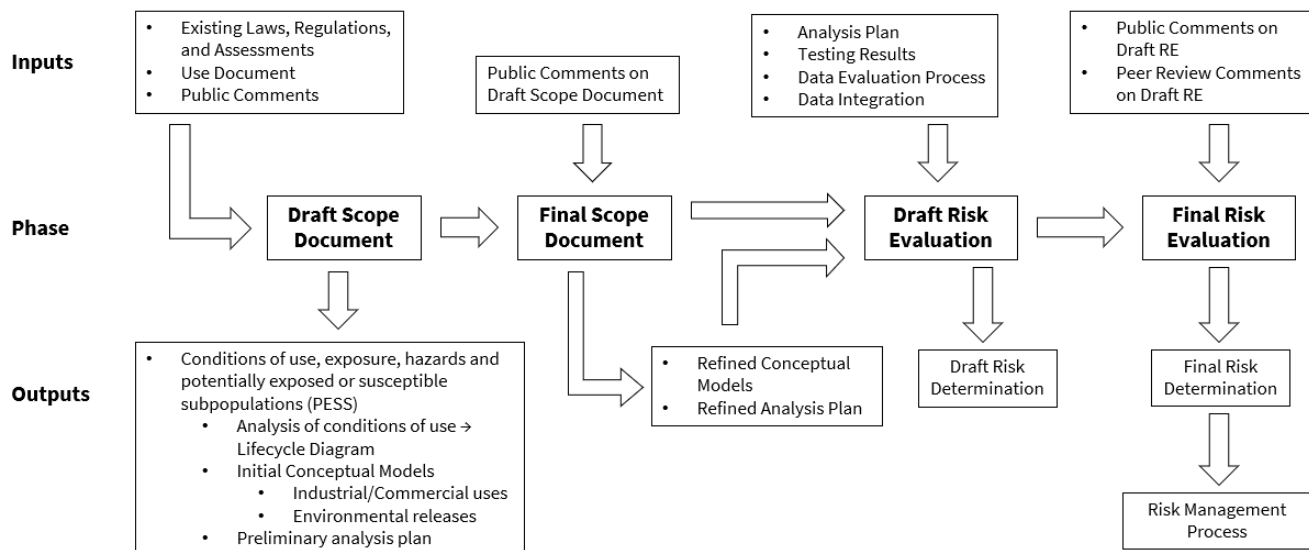 Inputs
• Existing Laws, Regulations,
and Assessments
• Use Document
• Public Comments
Public Comments on
Draft Scope Document
• Analysis Plan
• Testing Results
• Data Evaluation Process
• Data Integration
• Public Comments on
Draft RE
• Peer Review Comments
on Draft RE
Phase
Draft Scope
Document
Final Scope
Document
Draft Risk
Evaluation
Final Risk
Evaluation
Outputs
• Conditions of use, exposure, hazards and
potentially exposed or susceptible
subpopulations (PESS)
• Analysis of conditions of use →
Lifecycle Diagram
• Initial Conceptual Models
• Industrial/Commercial uses
• Environmental releases
• Preliminary analysis plan
• Refined Conceptual
Models
• Refined Analysis Plan
Draft Risk
Determination
Final Risk
Determination
Risk Management
Process